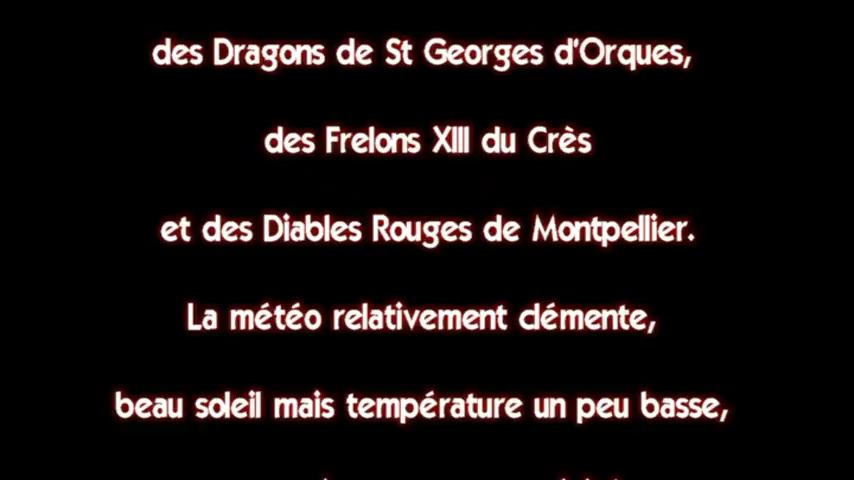 des Dragons de St Georges d'Orques,
des Frelons XIII du Crès
et des Diables Rouges de Montpellier.
La météo relativement clémente,
beau soleil mais température un peu basse,